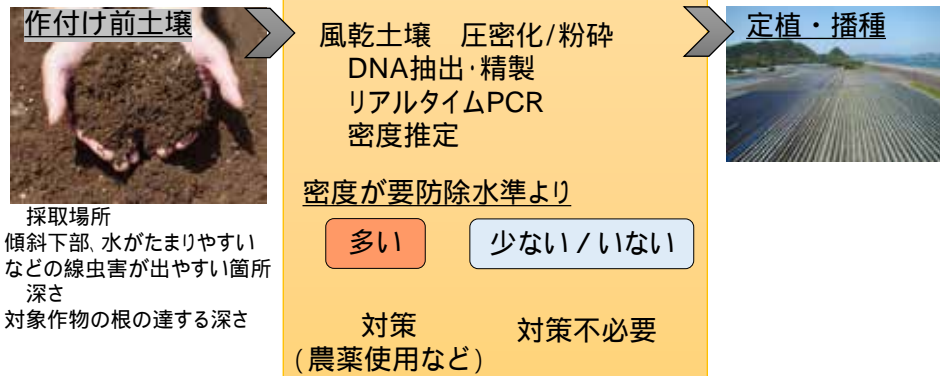 作付け前土壌
採取場所
傾斜下部、水がたまりやすい
などの線虫害が出やすい箇所
深さ
対象作物の根の達する深さ
風乾土壌　圧密化/粉砕
DNA抽出・精製
リアルタイムPCR
密度推定
密度が要防除水準より
多い
少ない / いない
対策
(農薬使用など)
対策不必要
定植・播種